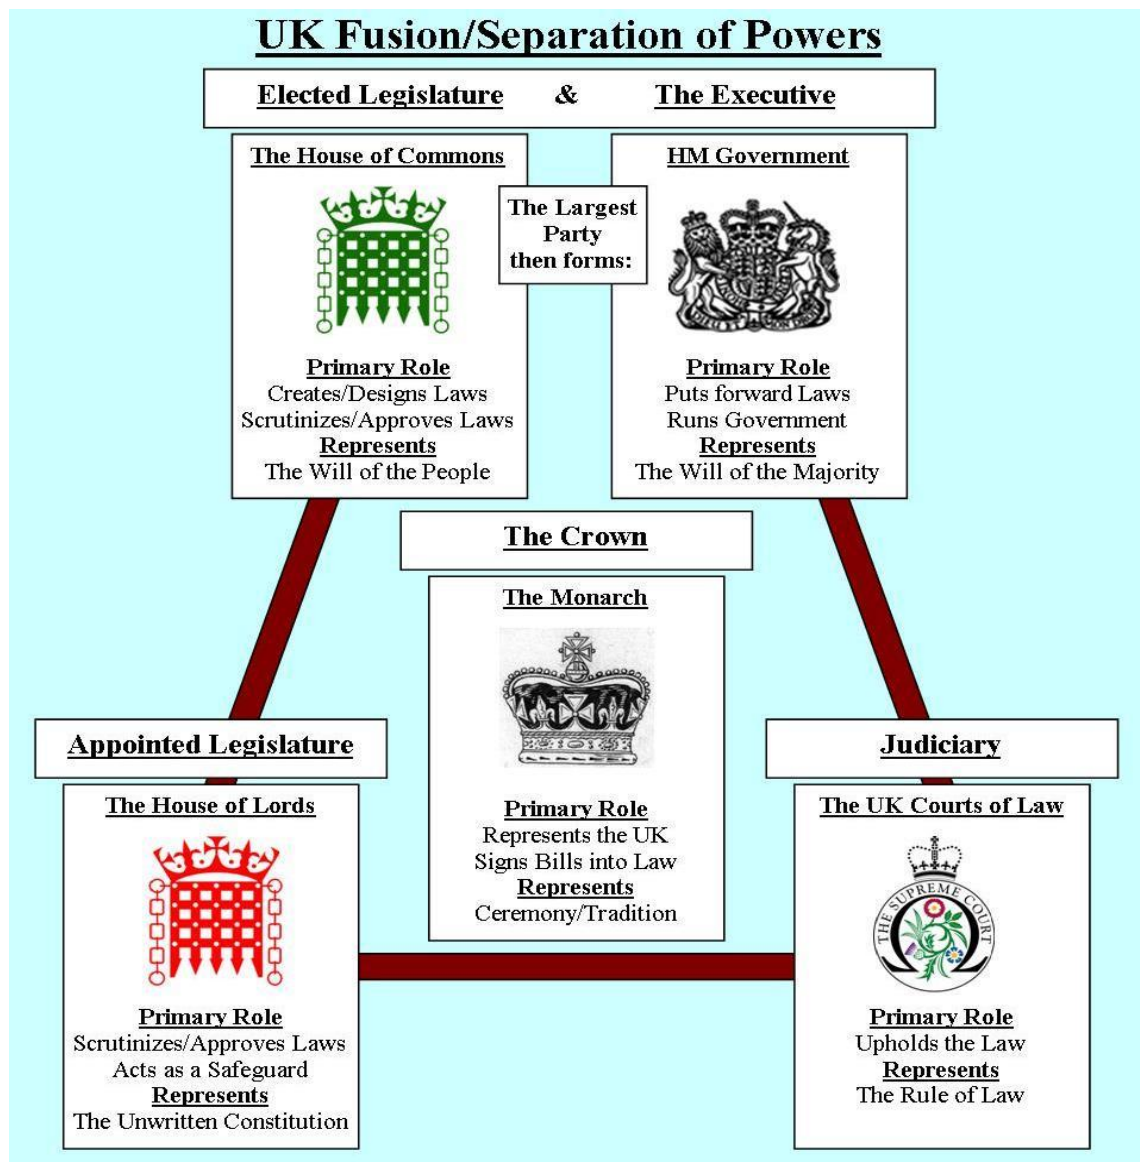 UK Fusion/Separation of Powers
Elected Legislature & The Executive
The House of Commons
Primary Role
Creates/Designs Laws
Scrutinizes/Approves Laws
Represents
The Will of the People
The Largest
Party
then forms:
HM Government
DIEU ET MON DROIT
Primary Role
Puts forward Laws
Runs Government
Represents
The Will of the Majority
The Crown
The Monarch
Primary Role
Represents the UK
Signs Bills into Law
Represents
Ceremony/Tradition
Appointed Legislature
The House of Lords
Primary Role
Scrutinizes/Approves Laws
Acts as a Safeguard
Represents
The Unwritten Constitution
Judiciary
The UK Courts of Law
THE SUPREME COURT
Primary Role
Upholds the Law
Represents
The Rule of Law